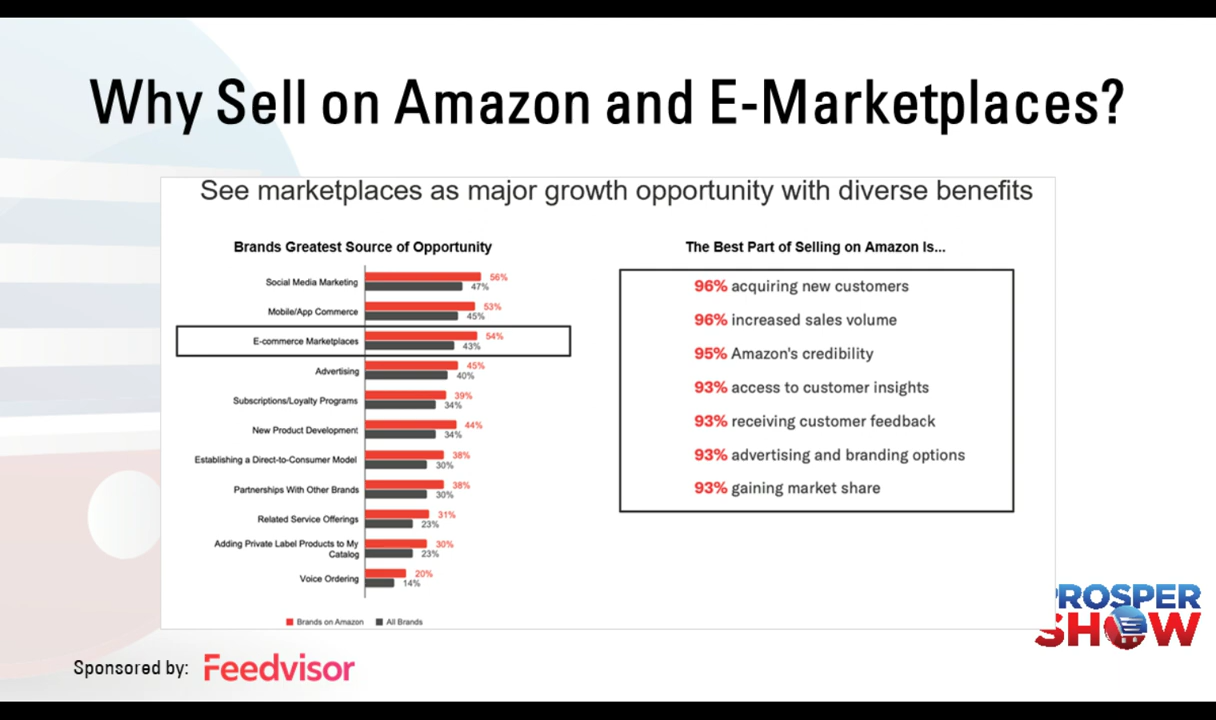 Why Sell on Amazon and E-Marketplaces?
See marketplaces as major growth opportunity with diverse benefits
Brands Greatest Source of Opportunity
Social Media Marketing 56% 47%
Mobile/App Commerce 53% 45%
E-commerce Marketplaces 54% 43%
Advertising 45% 40%
Subscriptions/Loyalty Programs 39% 34%
New Product Development 44% 34%
Establishing a Direct-to-Consumer Model 38% 30%
Partnerships With Other Brands 38% 30%
Related Service Offerings 31% 23%
Adding Private Label Products to My
Catalog 30% 23%
Voice Ordering 20% 14%
Brands on Amazon All Brands
The Best Part of Selling on Amazon Is...
96% acquiring new customers
96% increased sales volume
95% Amazon's credibility
93% access to customer insights
93% receiving customer feedback
93% advertising and branding options
93% gaining market share
PROSPER
SHOW
Sponsored by: Feedvisor